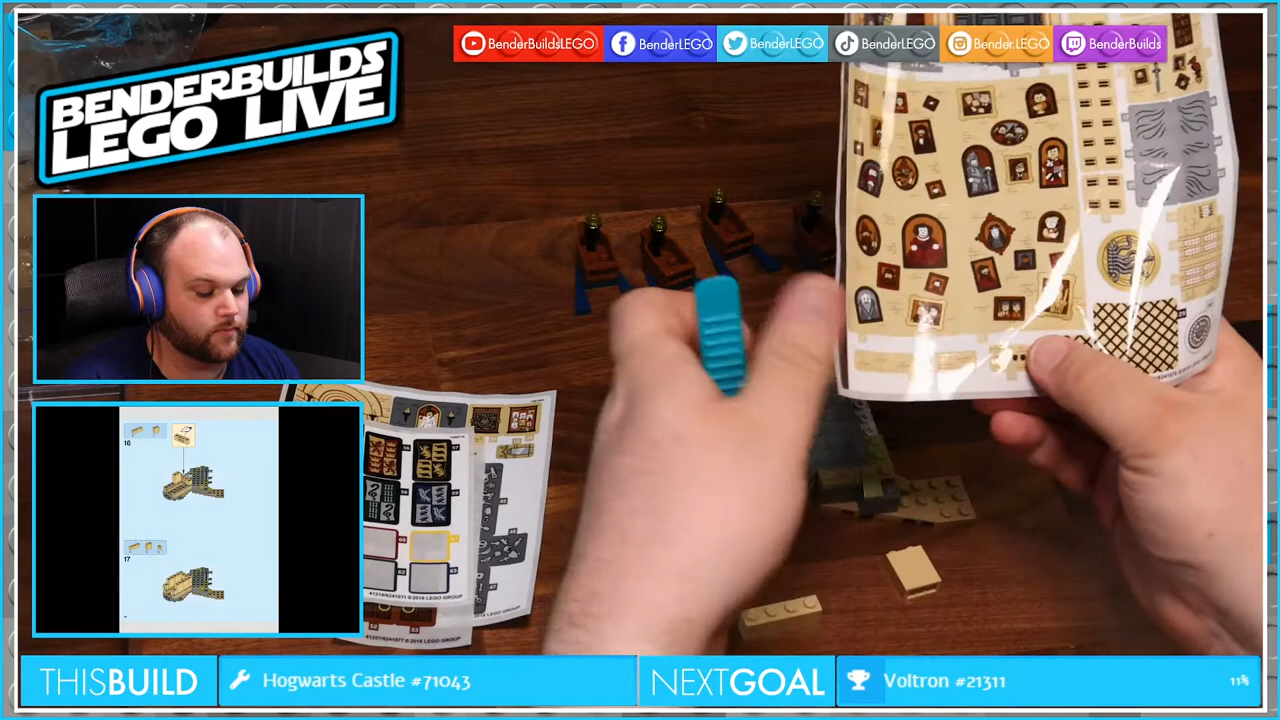 BENDERBUILDS
LEGO LIVE
BenderBuildsLEGO
BenderLEGO
BenderLEGO
BenderLEGO
Bender.LEGO
BenderBuilds
16
17
THISBUILD
Hogwarts Castle #71043
NEXTGOAL
Voltron #21311
11%